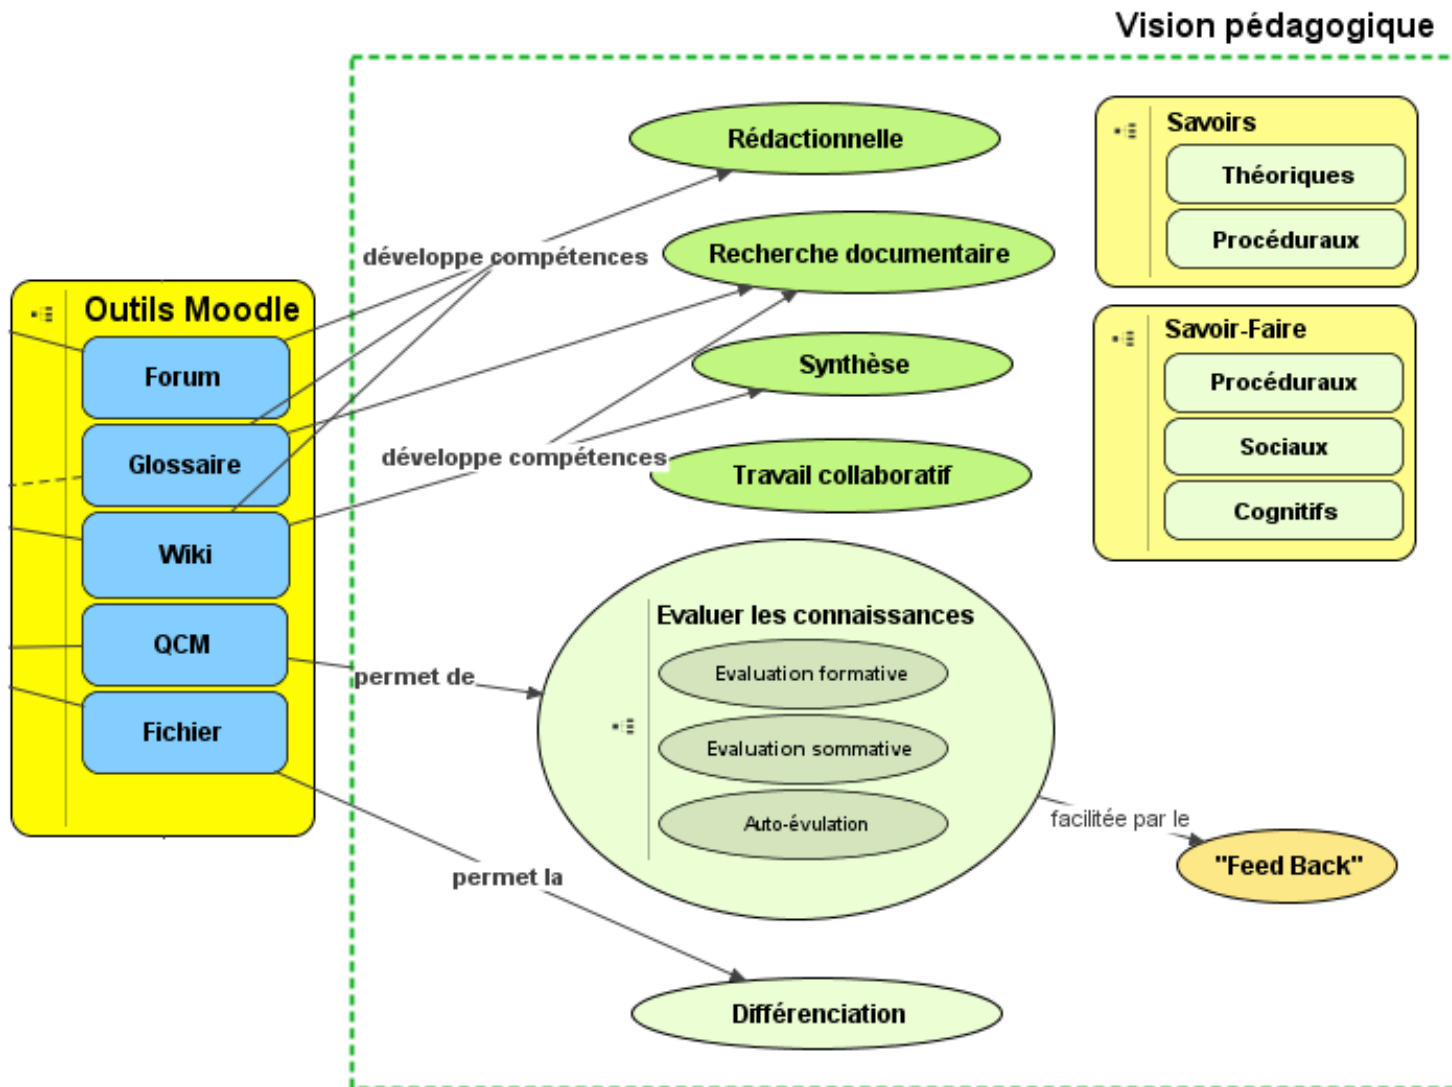 Vision pédagogique
Outils Moodle
Forum
Glossaire
Wiki
QCM
Fichier
développe compétences
développe compétences
permet de
permet la
Rédactionnelle
Recherche documentaire
Synthèse
Travail collaboratif
Evaluer les connaissances
Evaluation formative
Evaluation sommative
Auto-évulation
Différenciation
facilitée par le
"Feed Back"
Savoirs
Théoriques
Procéduraux
Savoir-Faire
Procéduraux
Sociaux
Cognitifs